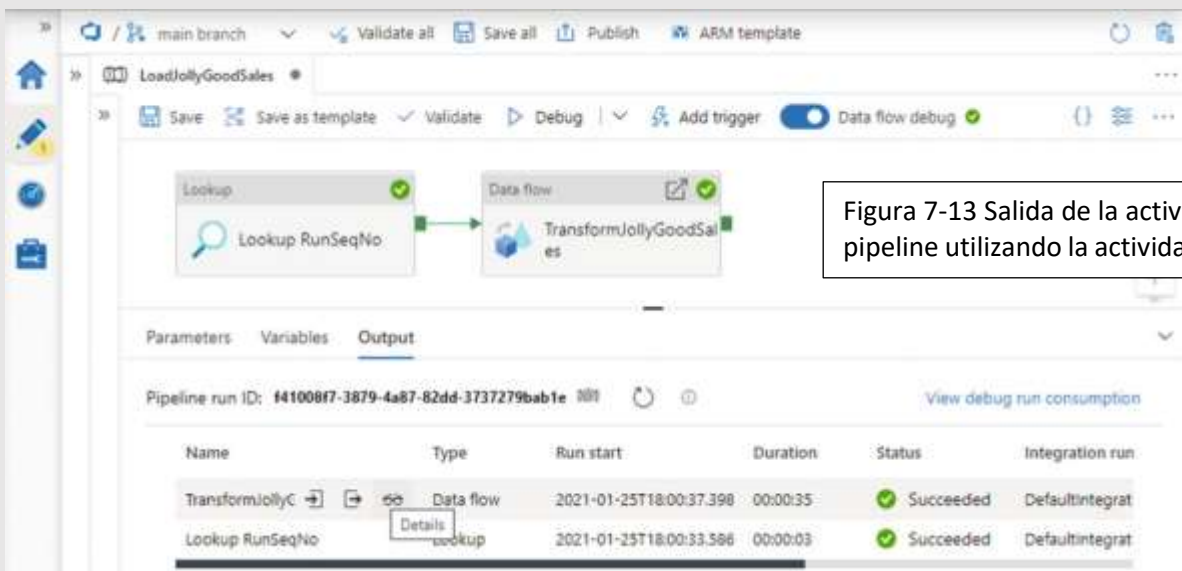 main branch Validate all Save all Publish ARM template
LoadJollyGoodSales
Save Save as template Validate Debug Add trigger Data flow debug
Lookup
Lookup RunSeqNo
Data flow
TransformJollyGoodSal
es
Figura 7-13 Salida de la activ
pipeline utilizando la activida
Parameters Variables Output
Pipeline run ID: f41008f7-3879-4a87-82dd-3737279bab1e
View debug run consumption
Name Type Run start Duration Status Integration run
TransformJollyG Data flow 2021-01-25T18:00:37.398 00:00:35 Succeeded DefaultIntegrat
Details
Lookup RunSeqNo Lookup 2021-01-25T18:00:33.586 00:00:03 Succeeded DefaultIntegrat